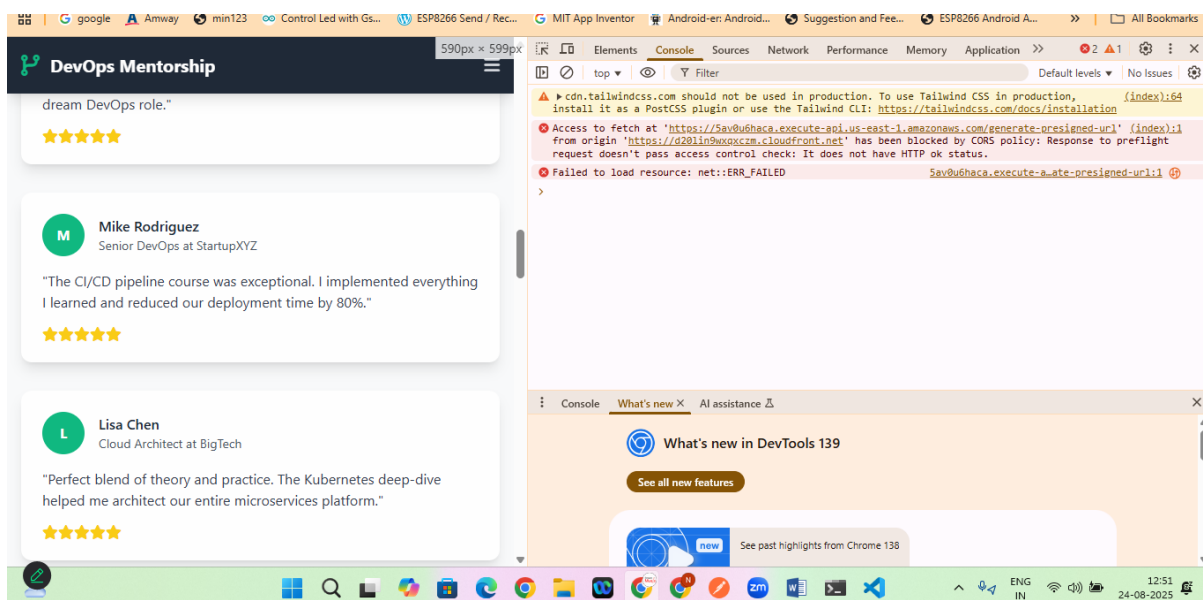 google
Amway
min123
Control Led with Gs...
ESP8266 Send / Rec...
MIT App Inventor
Android-er: Android...
Suggestion and Fee...
ESP8266 Android A...
»
All Bookmarks
590px × 599px
DevOps Mentorship
dream DevOps role."
M
Mike Rodriguez
Senior DevOps at StartupXYZ
"The CI/CD pipeline course was exceptional. I implemented everything
I learned and reduced our deployment time by 80%."
L
Lisa Chen
Cloud Architect at BigTech
"Perfect blend of theory and practice. The Kubernetes deep-dive
helped me architect our entire microservices platform."
Elements Console Sources Network Performance Memory Application » 2 1
top Filter Default levels No Issues
cdn.tailwindcss.com should not be used in production. To use Tailwind CSS in production, (index):64
install it as a PostCSS plugin or use the Tailwind CLI: https://tailwindcss.com/docs/installation
Access to fetch at 'https://5av0u6haca.execute-api.us-east-1.amazonaws.com/generate-presigned-url' (index):1
from origin 'https://d20lin9wxqxczm.cloudfront.net' has been blocked by CORS policy: Response to preflight
request doesn't pass access control check: It does not have HTTP ok status.
Failed to load resource: net::ERR_FAILED 5av0u6haca.execute-a…ate-presigned-url:1
>
Console What's new × AI assistance
What's new in DevTools 139
See all new features
new
See past highlights from Chrome 138
zm
ENG
IN
12:51
24-08-2025